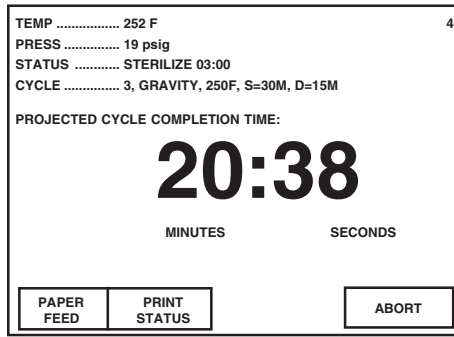 TEMP ................. 252 F 4
PRESS ............... 19 psig
STATUS ............ STERILIZE 03:00
CYCLE ............... 3, GRAVITY, 250F, S=30M, D=15M
PROJECTED CYCLE COMPLETION TIME:
20:38
MINUTES SECONDS
PAPER FEED
PRINT STATUS
ABORT